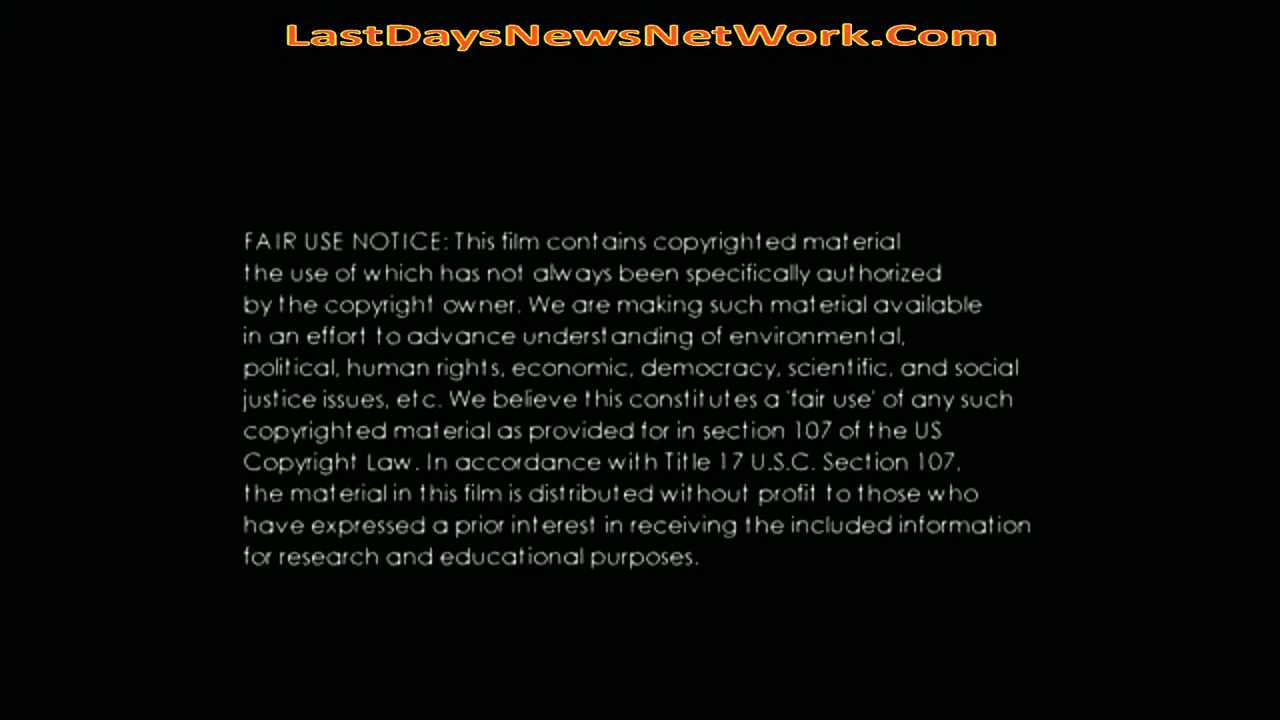 LastDaysNewsNetWork.Com
FAIR USE NOTICE: This film contains copyrighted material
the use of which has not always been specifically authorized
by the copyright owner. We are making such material available
in an effort to advance understanding of environmental,
political, human rights, economic, democracy, scientific, and social
justice issues, etc. We believe this constitutes a 'fair use' of any such
copyrighted material as provided for in section 107 of the US
Copyright Law. In accordance with Title 17 U.S.C. Section 107,
the material in this film is distributed without profit to those who
have expressed a prior interest in receiving the included information
for research and educational purposes.